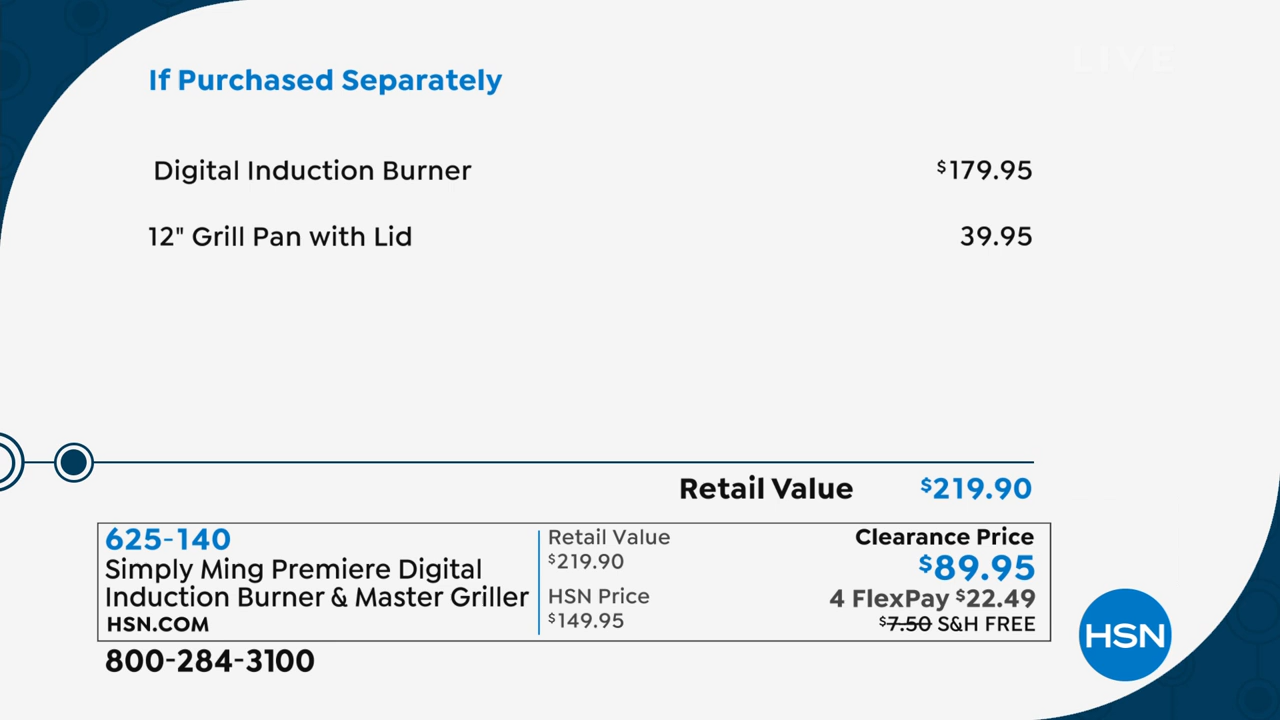 LIVE
If Purchased Separately
Digital Induction Burner $179.95
12" Grill Pan with Lid 39.95
Retail Value $219.90
625-140
Simply Ming Premiere Digital
Induction Burner & Master Griller
HSN.COM
Retail Value
$219.90
HSN Price
$149.95
Clearance Price
$89.95
4 FlexPay $22.49
$7.50 S&H FREE
800-284-3100
HSN